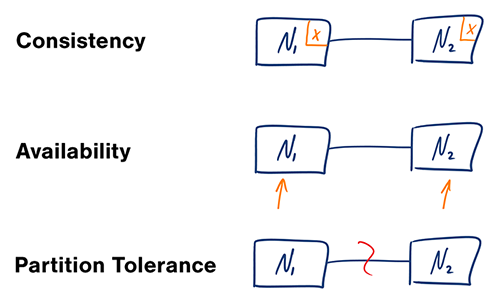 Consistency N₁ x N₂ x
Availability N₁ N₂
Partition Tolerance N₁ N₂